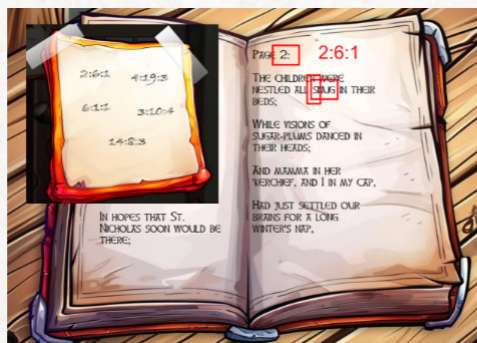 2:6:1
4:19:3
6:1:1
3:10:4
14:8:3
In hopes that St.
Nicholas soon would be
there;
Page 2:
2:6:1
The children were
nestled all snug in their
beds;
While visions of
sugar-plums danced in
their heads;
And mamma in her
'kerchief, and I in my cap,
Had just settled our
brains for a long
winter's nap,